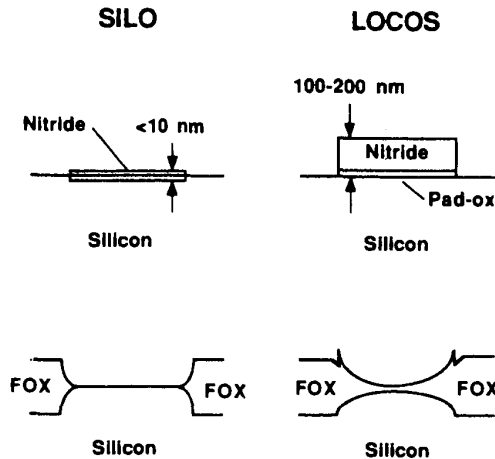 SILO
LOCOS
100-200 nm
Nitride
<10 nm
Nitride
Pad-ox
Silicon
Silicon
FOX
FOX
FOX
FOX
Silicon
Silicon